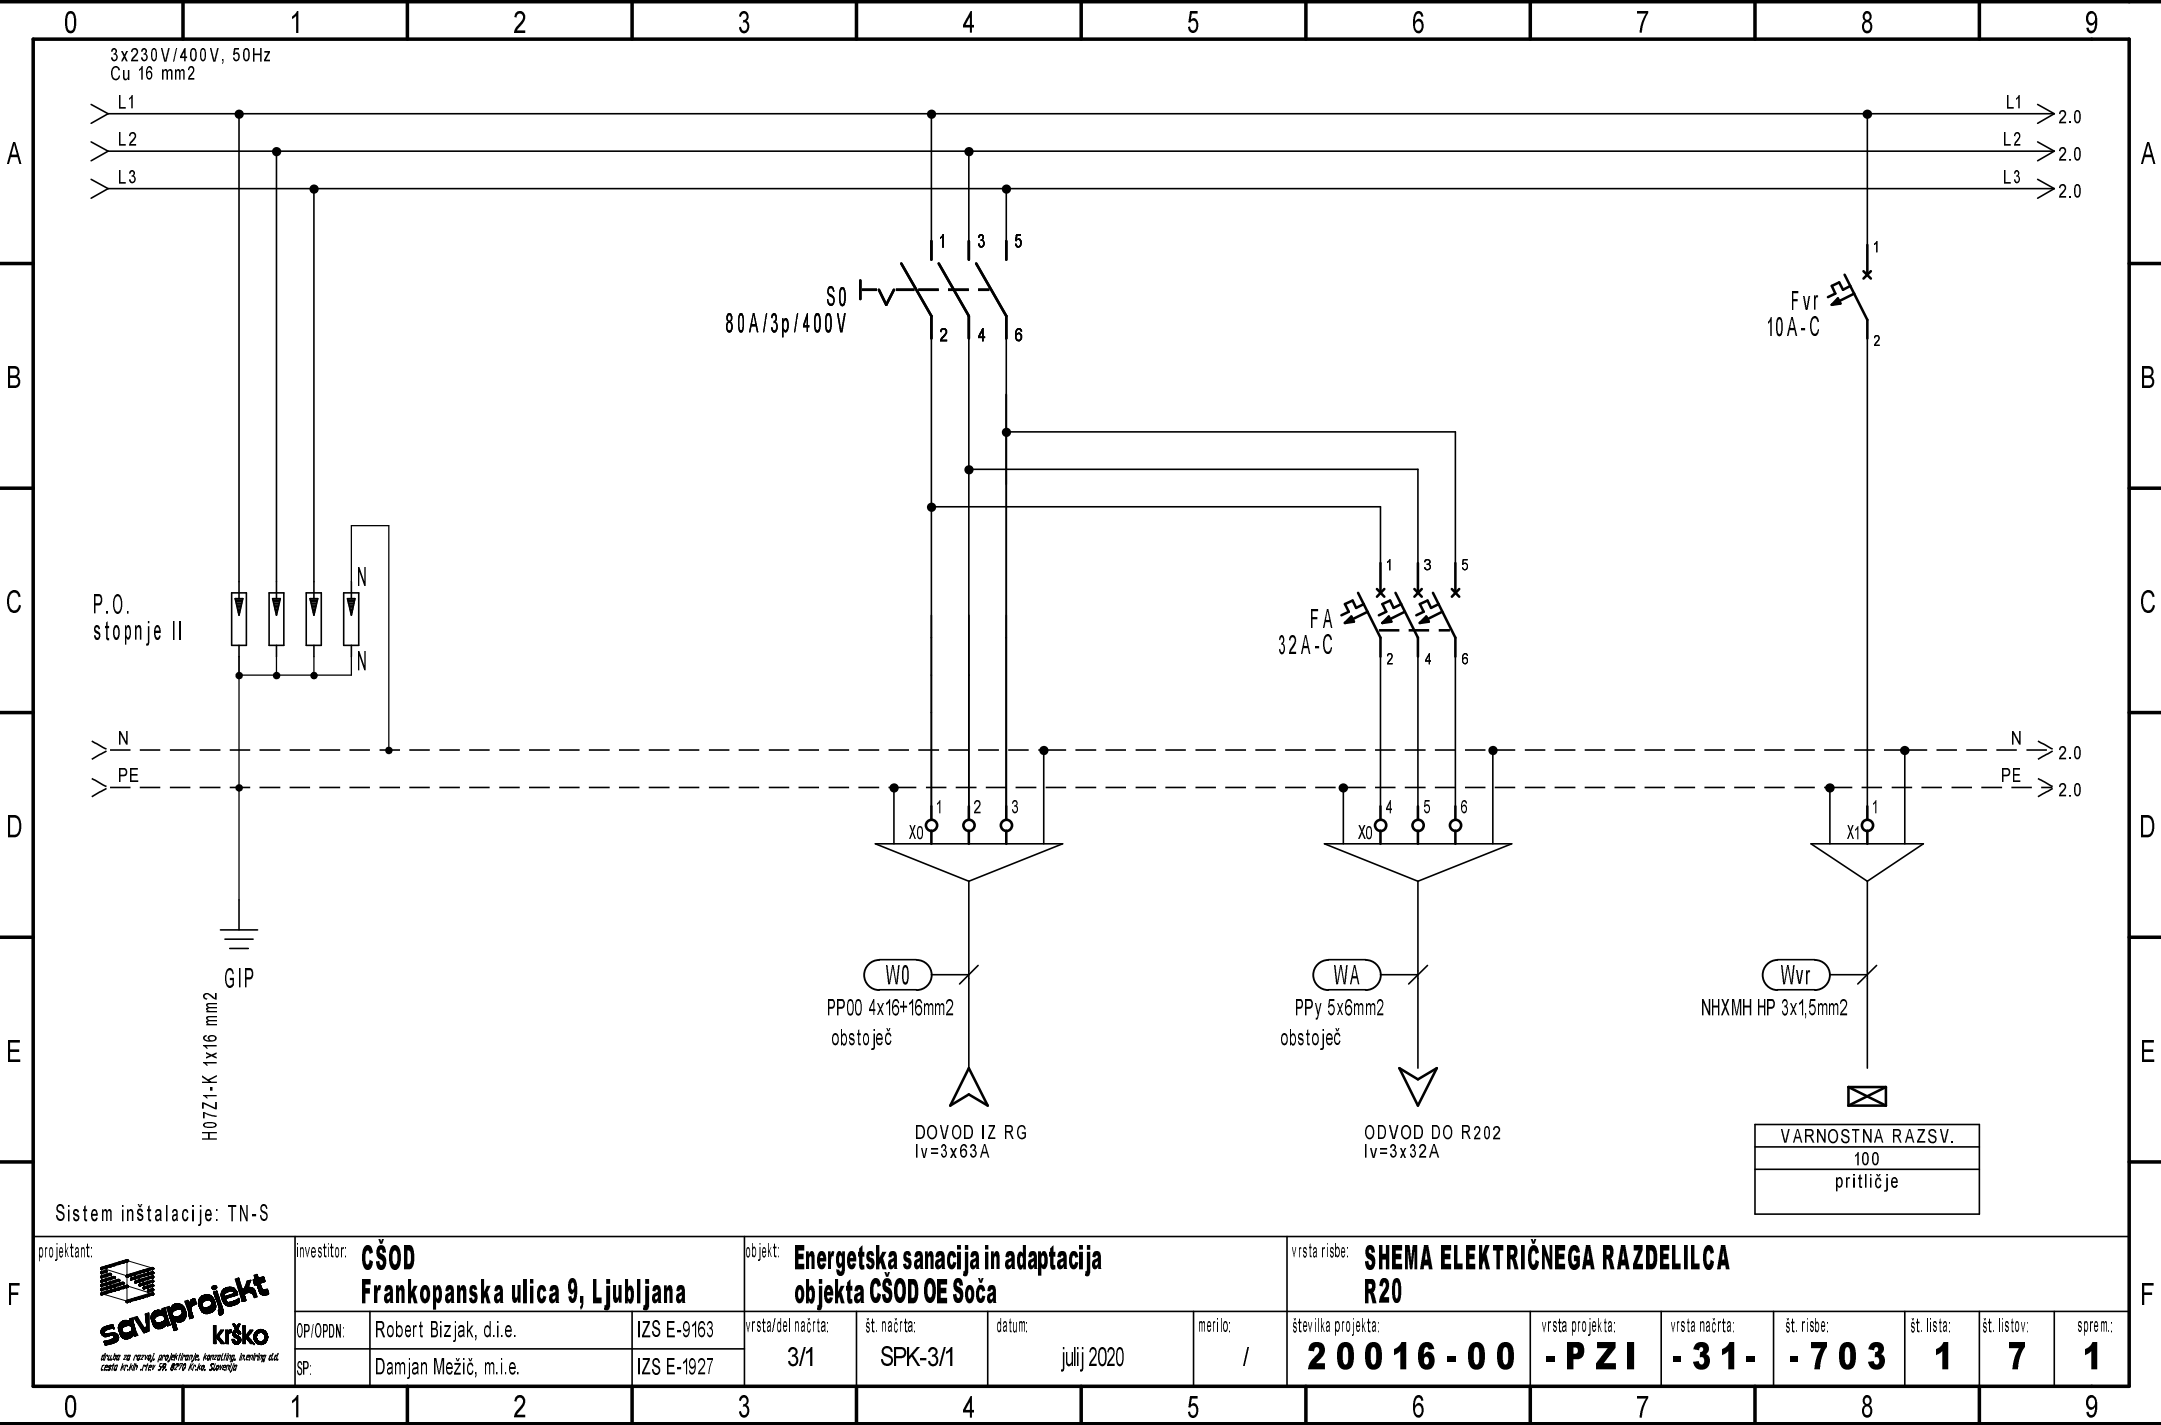 0 1 2 3 4 5 6 7 8 9
3x230V/400V, 50Hz
Cu 16 mm2
L1 L1 2.0
A L2 L2 2.0 A
L3 L3 2.0
1 3 5 1
S0
80A/3p/400V
Fvr
10A-C
2 4 6 2
B B
N
1 3 5
C C
P.O.
stopnje II
FA
32A-C
N
2 4 6
N N 2.0
PE PE 2.0
D D
X0 1 2 3 X0 4 5 6 X1 1
GIP
H07Z1-K 1x16 mm2
W0 WA Wvr
PP00 4x16+16mm2
obstoječ
PPy 5x6mm2
obstoječ
NHXMH HP 3x1,5mm2
E E
DOVOD IZ RG
Iv=3x63A
ODVOD DO R202
Iv=3x32A
VARNOSTNA RAZSV.
100
pritličje
Sistem inštalacije: TN-S
F F
projektant:
savaprojekt
krško
investitor: CŠOD
Frankopanska ulica 9, Ljubljana
OP/OPDN: Robert Bizjak, d.i.e. IZS E-9163
SP: Damjan Mežič, m.i.e. IZS E-1927
objekt: Energetska sanacija in adaptacija
objekta CŠOD OE Soča
vrsta/del načrta: 3/1
št. načrta: SPK-3/1
datum: julij 2020
merilo: /
vrsta risbe: SHEMA ELEKTRIČNEGA RAZDELILCA
R20
številka projekta: 20016-00
vrsta projekta: -PZI
vrsta načrta: -31-
št. risbe: -703
št. lista: 1
št. listov: 7
sprem.: 1
0 1 2 3 4 5 6 7 8 9